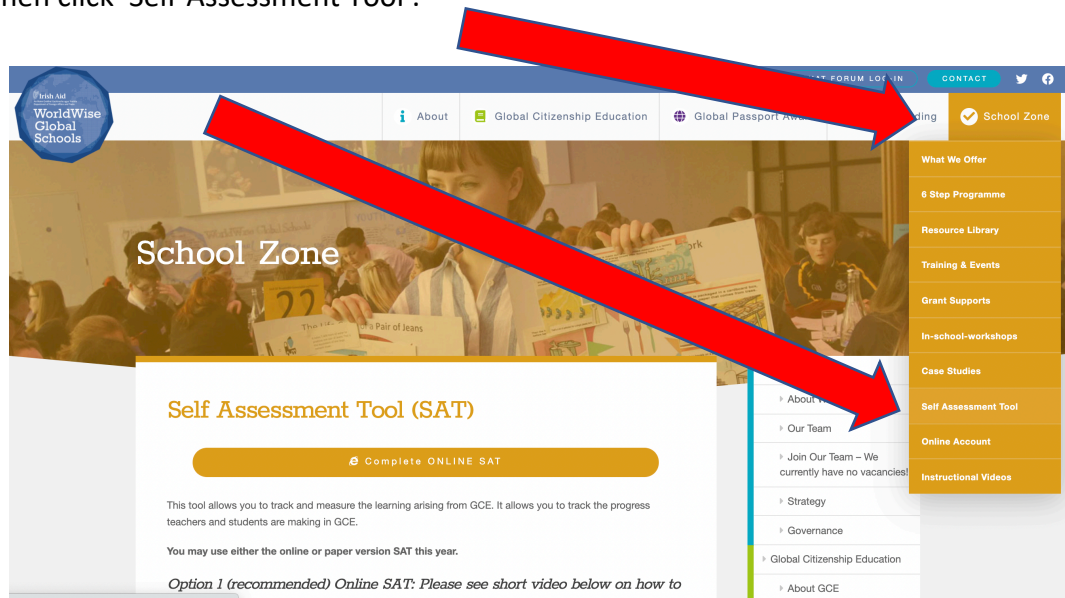 then click 'Self Assessment Tool'.
FORUM LOG-IN
CONTACT
Irish Aid
WorldWise
Global
Schools
About
Global Citizenship Education
Global Passport
School Zone
What We Offer
6 Step Programme
Resource Library
Training & Events
Grant Supports
In-school-workshops
Case Studies
Self Assessment Tool
Online Account
Instructional Videos
School Zone
22
Pair of Jeans
Self Assessment Tool (SAT)
Complete ONLINE SAT
This tool allows you to track and measure the learning arising from GCE. It allows you to track the progress
teachers and students are making in GCE.
You may use either the online or paper version SAT this year.
Option 1 (recommended) Online SAT: Please see short video below on how to
About
Our Team
Join Our Team – We
currently have no vacancies!
Strategy
Governance
Global Citizenship Education
About GCE